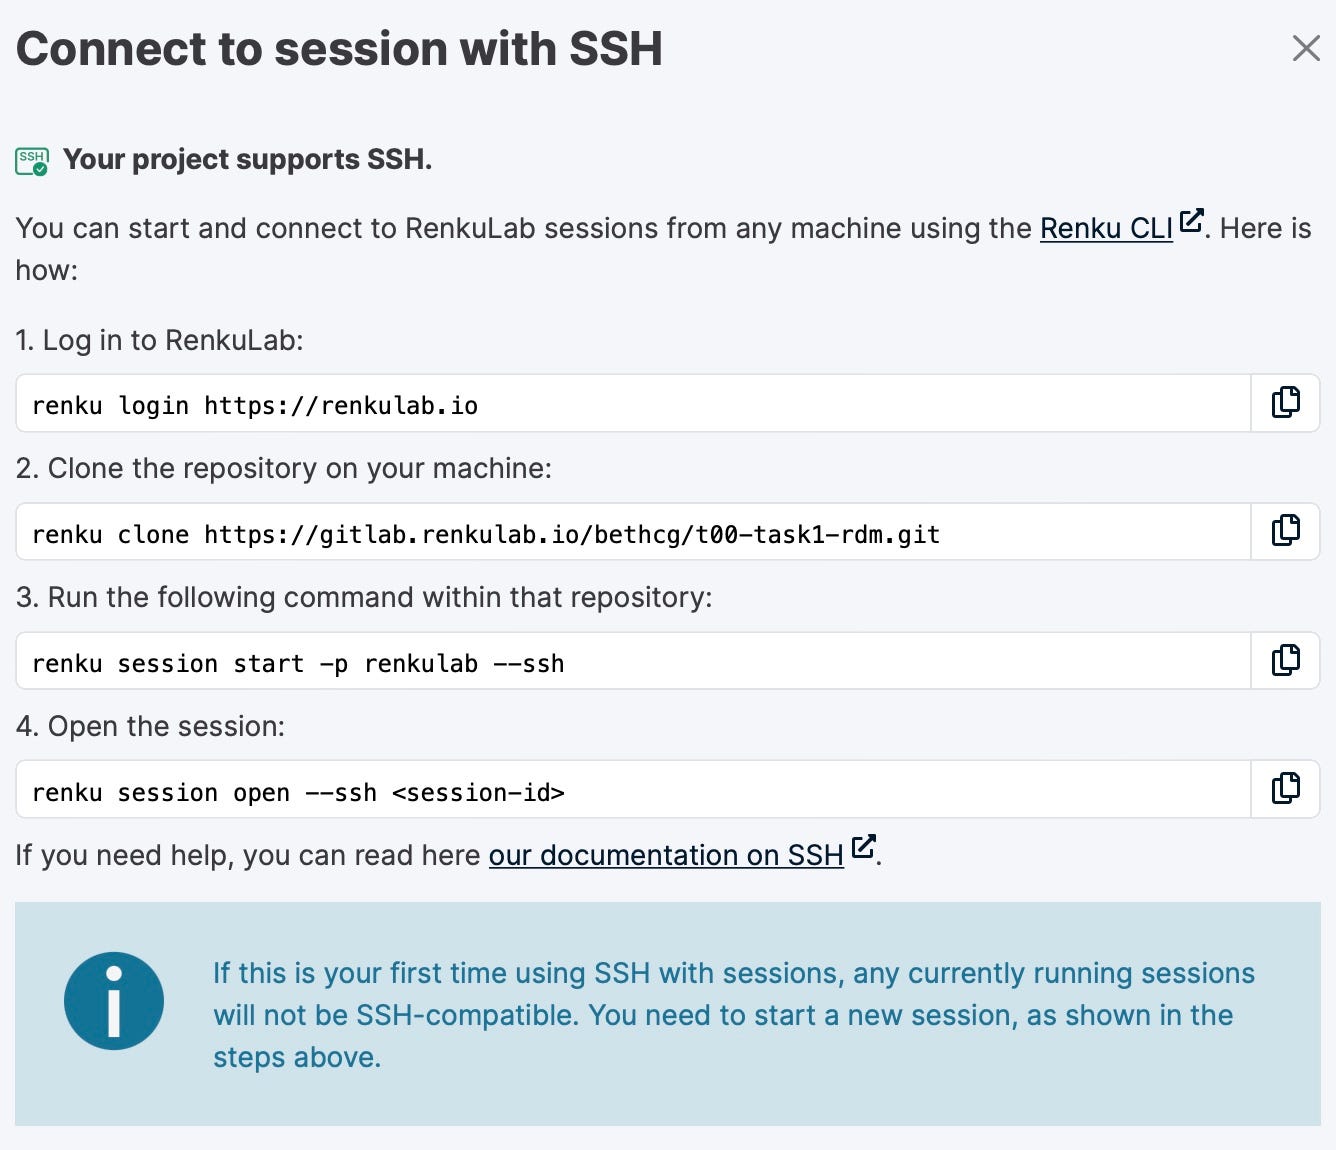 Connect to session with SSH
SSH
Your project supports SSH.
You can start and connect to RenkuLab sessions from any machine using the Renku CLI. Here is
how:
1. Log in to RenkuLab:
renku login https://renkulab.io
2. Clone the repository on your machine:
renku clone https://gitlab.renkulab.io/bethcg/t00-task1-rdm.git
3. Run the following command within that repository:
renku session start -p renkulab --ssh
4. Open the session:
renku session open --ssh <session-id>
If you need help, you can read here our documentation on SSH.
If this is your first time using SSH with sessions, any currently running sessions
will not be SSH-compatible. You need to start a new session, as shown in the
steps above.